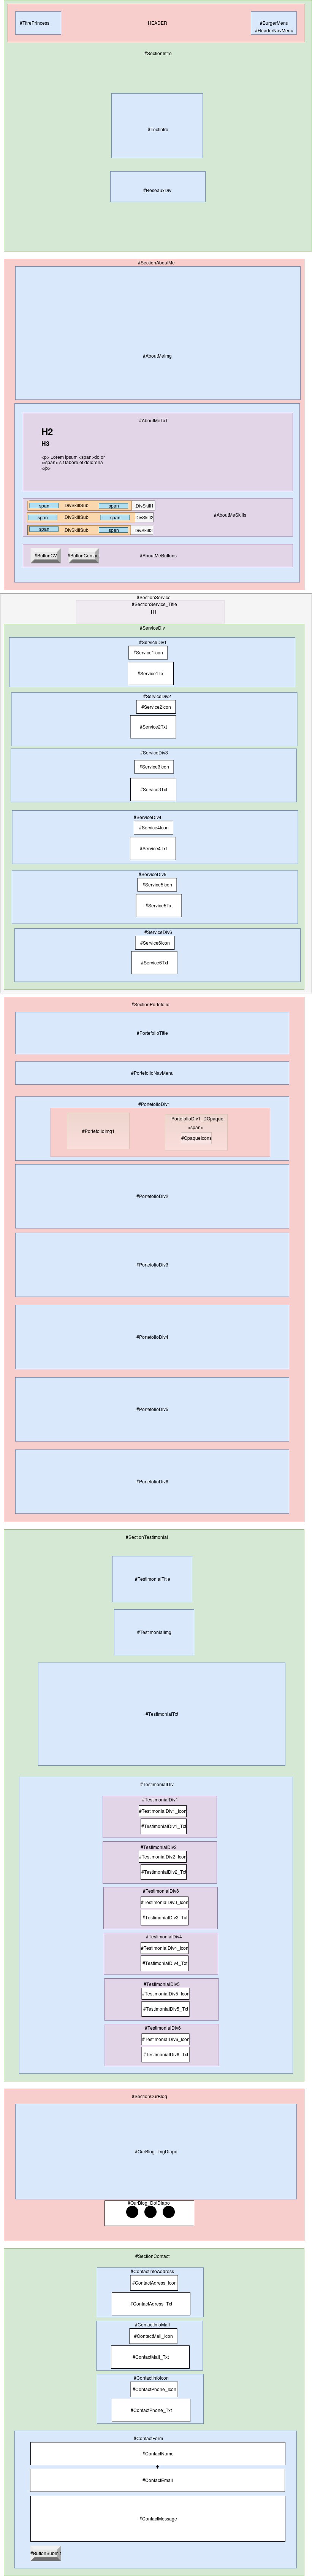 #TitrePrincess
HEADER
#BurgerMenu
#HeaderNavMenu
#SectionIntro
#TextIntro
#ReseauxDiv
#SectionAboutMe
#AboutMeImg
#AboutMeTxT
H2
H3
<p> Lorem ipsum <span>dolor
<span> sit labore et dolorena
<p>
span .DivSkillSub span .DivSkill1
span .DivSkillSub span .DivSkill2
span .DivSkillSub span .DivSkill3
#AboutMeSkills
#ButtonCV #ButtonContact #AboutMeButtons
#SectionService
#SectionService_Title
H1
#ServiceDiv
#ServiceDiv1
#Service1Icon
#Service1Txt
#ServiceDiv2
#Service2Icon
#Service2Txt
#ServiceDiv3
#Service3Icon
#Service3Txt
#ServiceDiv4
#Service4Icon
#Service4Txt
#ServiceDiv5
#Service5Icon
#Service5Txt
#ServiceDiv6
#Service6Icon
#Service6Txt
#SectionPortefolio
#PortefolioTitle
#PortefolioNavMenu
#PortefolioDiv1
#PortefolioImg1
PortefolioDiv1_DOpaque
<span>
#OpaqueIcons
#PortefolioDiv2
#PortefolioDiv3
#PortefolioDiv4
#PortefolioDiv5
#PortefolioDiv6
#SectionTestimonial
#TestimonialTitle
#TestimonialImg
#TestimonialTxt
#TestimonialDiv
#TestimonialDiv1
#TestimonialDiv1_Icon
#TestimonialDiv1_Txt
#TestimonialDiv2
#TestimonialDiv2_Icon
#TestimonialDiv2_Txt
#TestimonialDiv3
#TestimonialDiv3_Icon
#TestimonialDiv3_Txt
#TestimonialDiv4
#TestimonialDiv4_Icon
#TestimonialDiv4_Txt
#TestimonialDiv5
#TestimonialDiv5_Icon
#TestimonialDiv5_Txt
#TestimonialDiv6
#TestimonialDiv6_Icon
#TestimonialDiv6_Txt
#SectionOurBlog
#OurBlog_ImgDiapo
#OurBlog_DotDiapo
#SectionContact
#ContactInfoAddress
#ContactAdress_Icon
#ContactAdress_Txt
#ContactInfoMail
#ContactMail_Icon
#ContactMail_Txt
#ContactInfoIcon
#ContactPhone_Icon
#ContactPhone_Txt
#ContactForm
#ContactName
#ContactEmail
#ContactMessage
#ButtonSubmit